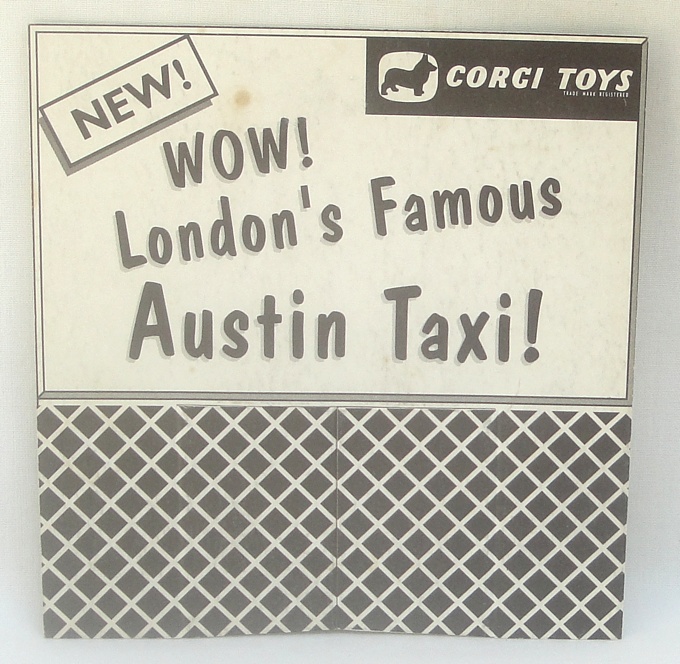 NEW!
CORGI TOYS
TRADE MARK REGISTERED
WOW!
London's Famous
Austin Taxi!